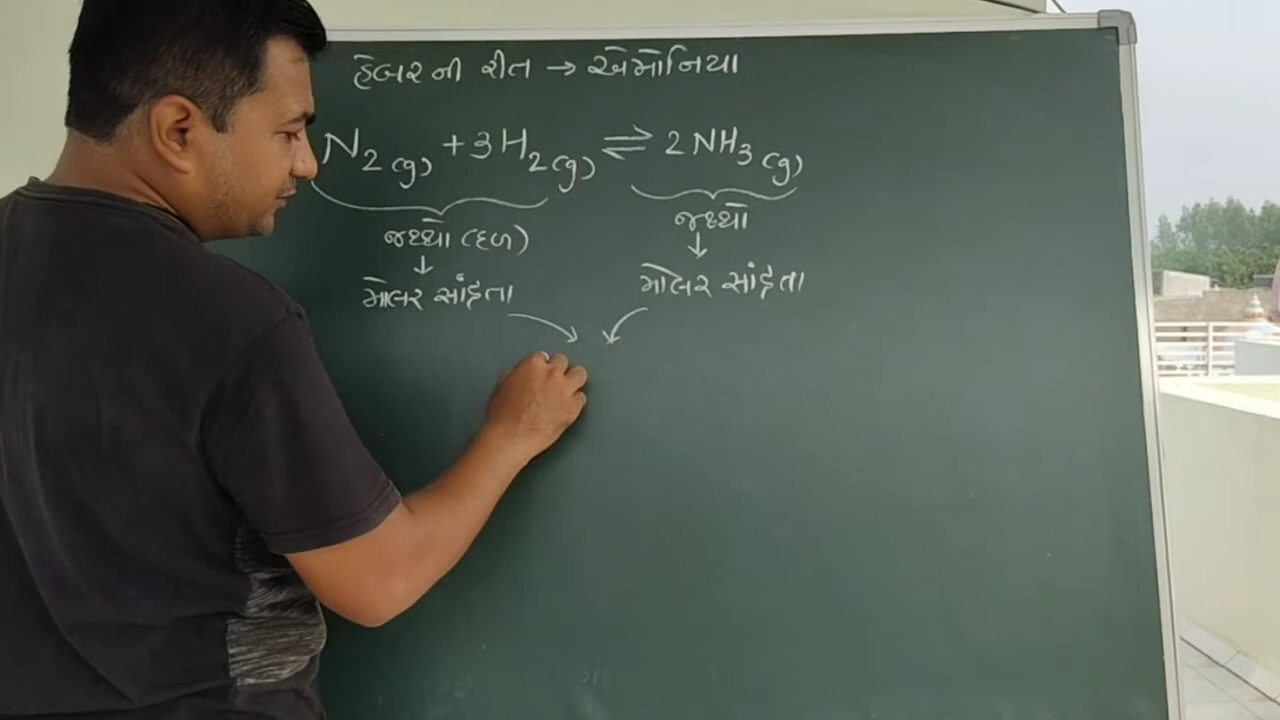 હેબરની રીત → એમોનિયા
N₂(g) + 3H₂(g) ⇌ 2NH₃(g)
જથ્થો (દળ) જથ્થો
↓ ↓
મોલર સાંદ્રતા મોલર સાંદ્રતા